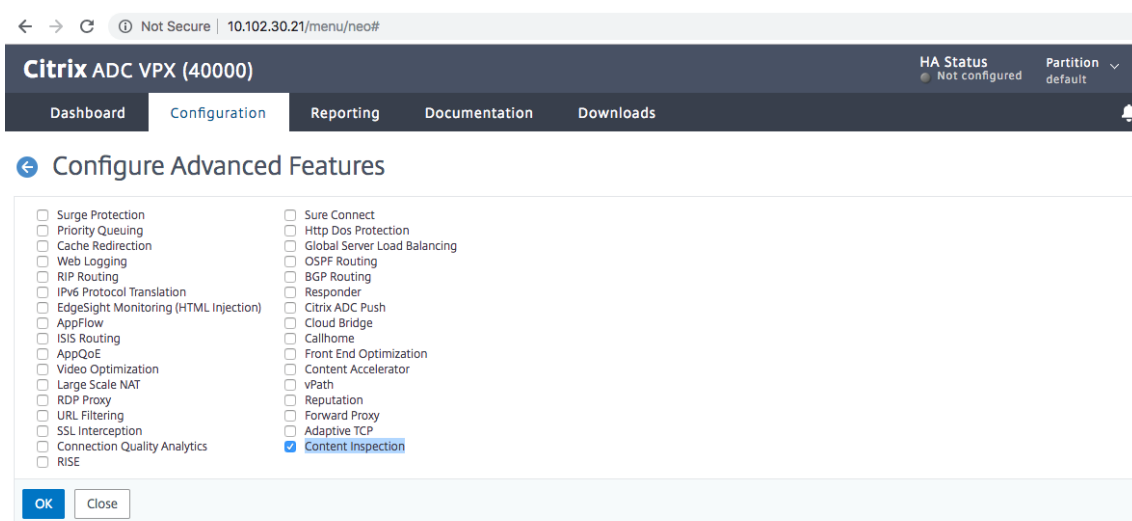 Not Secure | 10.102.30.21/menu/neo#
Citrix ADC VPX (40000)
HA Status
Not configured
Partition
default
Dashboard Configuration Reporting Documentation Downloads
Configure Advanced Features
Surge Protection
Priority Queuing
Cache Redirection
Web Logging
RIP Routing
IPv6 Protocol Translation
EdgeSight Monitoring (HTML Injection)
AppFlow
ISIS Routing
AppQoE
Video Optimization
Large Scale NAT
RDP Proxy
URL Filtering
SSL Interception
Connection Quality Analytics
RISE
Sure Connect
Http Dos Protection
Global Server Load Balancing
OSPF Routing
BGP Routing
Responder
Citrix ADC Push
Cloud Bridge
Callhome
Front End Optimization
Content Accelerator
vPath
Reputation
Forward Proxy
Adaptive TCP
Content Inspection
OK Close